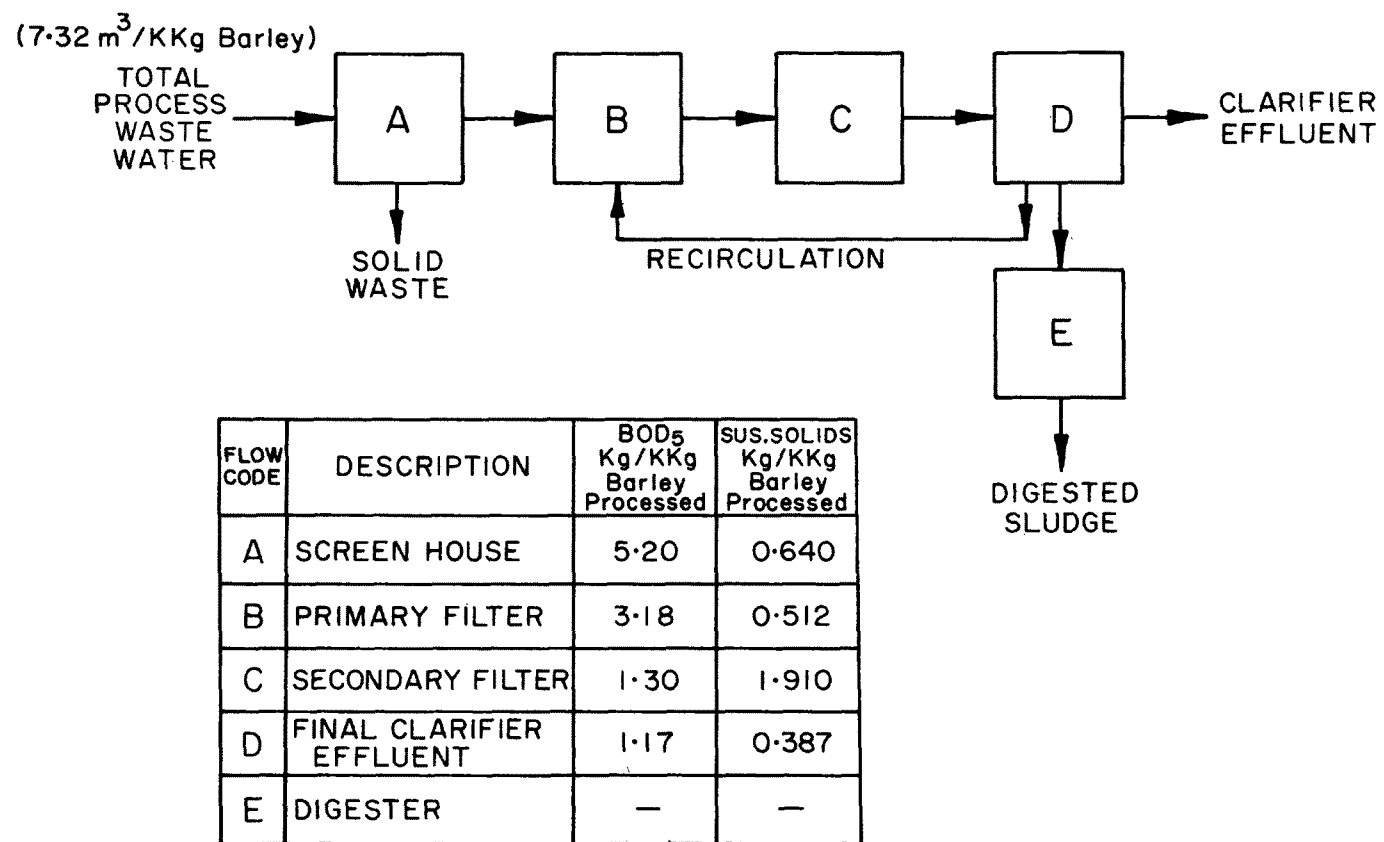 (7·32 m³/KKg Barley)
TOTAL
PROCESS
WASTE
WATER
A
B
C
D
CLARIFIER
EFFLUENT
SOLID
WASTE
RECIRCULATION
E
DIGESTED
SLUDGE
FLOW
CODE
DESCRIPTION
BOD₅
Kg/KKg
Barley
Processed
SUS.SOLIDS
Kg/KKg
Barley
Processed
A SCREEN HOUSE 5·20 0·640
B PRIMARY FILTER 3·18 0·512
C SECONDARY FILTER 1·30 1·910
D FINAL CLARIFIER
EFFLUENT 1·17 0·387
E DIGESTER — —